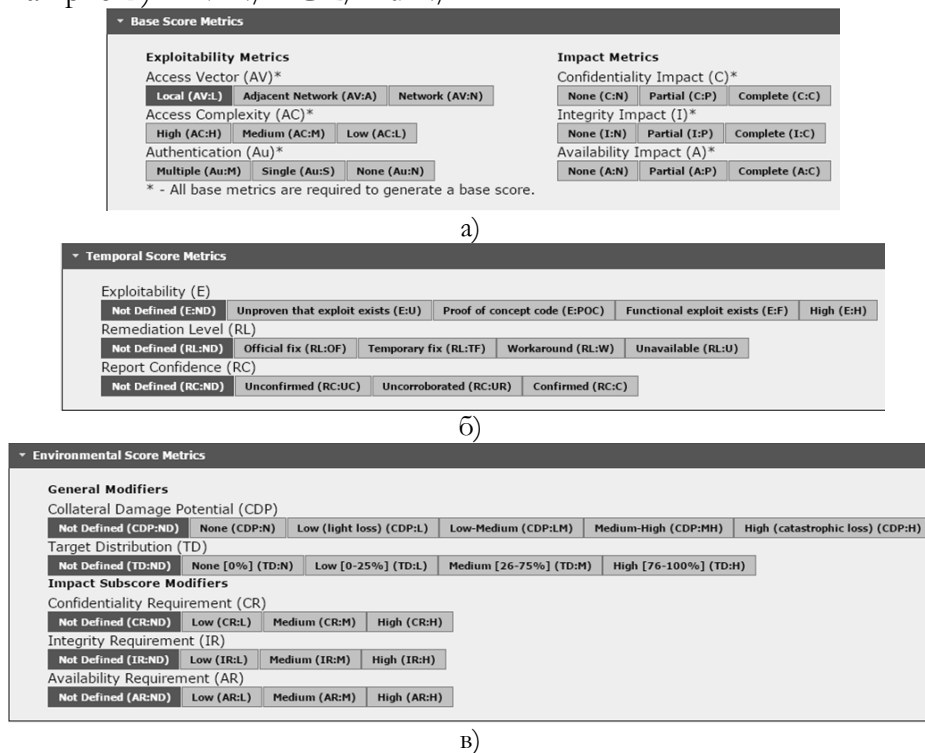 Base Score Metrics
Exploitability Metrics Impact Metrics
Access Vector (AV)* Confidentiality Impact (C)*
Local (AV:L) Adjacent Network (AV:A) Network (AV:N) None (C:N) Partial (C:P) Complete (C:C)
Access Complexity (AC)* Integrity Impact (I)*
High (AC:H) Medium (AC:M) Low (AC:L) None (I:N) Partial (I:P) Complete (I:C)
Authentication (Au)* Availability Impact (A)*
Multiple (Au:M) Single (Au:S) None (Au:N) None (A:N) Partial (A:P) Complete (A:C)
* - All base metrics are required to generate a base score.
а)
Temporal Score Metrics
Exploitability (E)
Not Defined (E:ND) Unproven that exploit exists (E:U) Proof of concept code (E:POC) Functional exploit exists (E:F) High (E:H)
Remediation Level (RL)
Not Defined (RL:ND) Official fix (RL:OF) Temporary fix (RL:TF) Workaround (RL:W) Unavailable (RL:U)
Report Confidence (RC)
Not Defined (RC:ND) Unconfirmed (RC:UC) Uncorroborated (RC:UR) Confirmed (RC:C)
б)
Environmental Score Metrics
General Modifiers
Collateral Damage Potential (CDP)
Not Defined (CDP:ND) None (CDP:N) Low (light loss) (CDP:L) Low-Medium (CDP:LM) Medium-High (CDP:MH) High (catastrophic loss) (CDP:H)
Target Distribution (TD)
Not Defined (TD:ND) None [0%] (TD:N) Low [0-25%] (TD:L) Medium [26-75%] (TD:M) High [76-100%] (TD:H)
Impact Subscore Modifiers
Confidentiality Requirement (CR)
Not Defined (CR:ND) Low (CR:L) Medium (CR:M) High (CR:H)
Integrity Requirement (IR)
Not Defined (IR:ND) Low (IR:L) Medium (IR:M) High (IR:H)
Availability Requirement (AR)
Not Defined (AR:ND) Low (AR:L) Medium (AR:M) High (AR:H)
в)